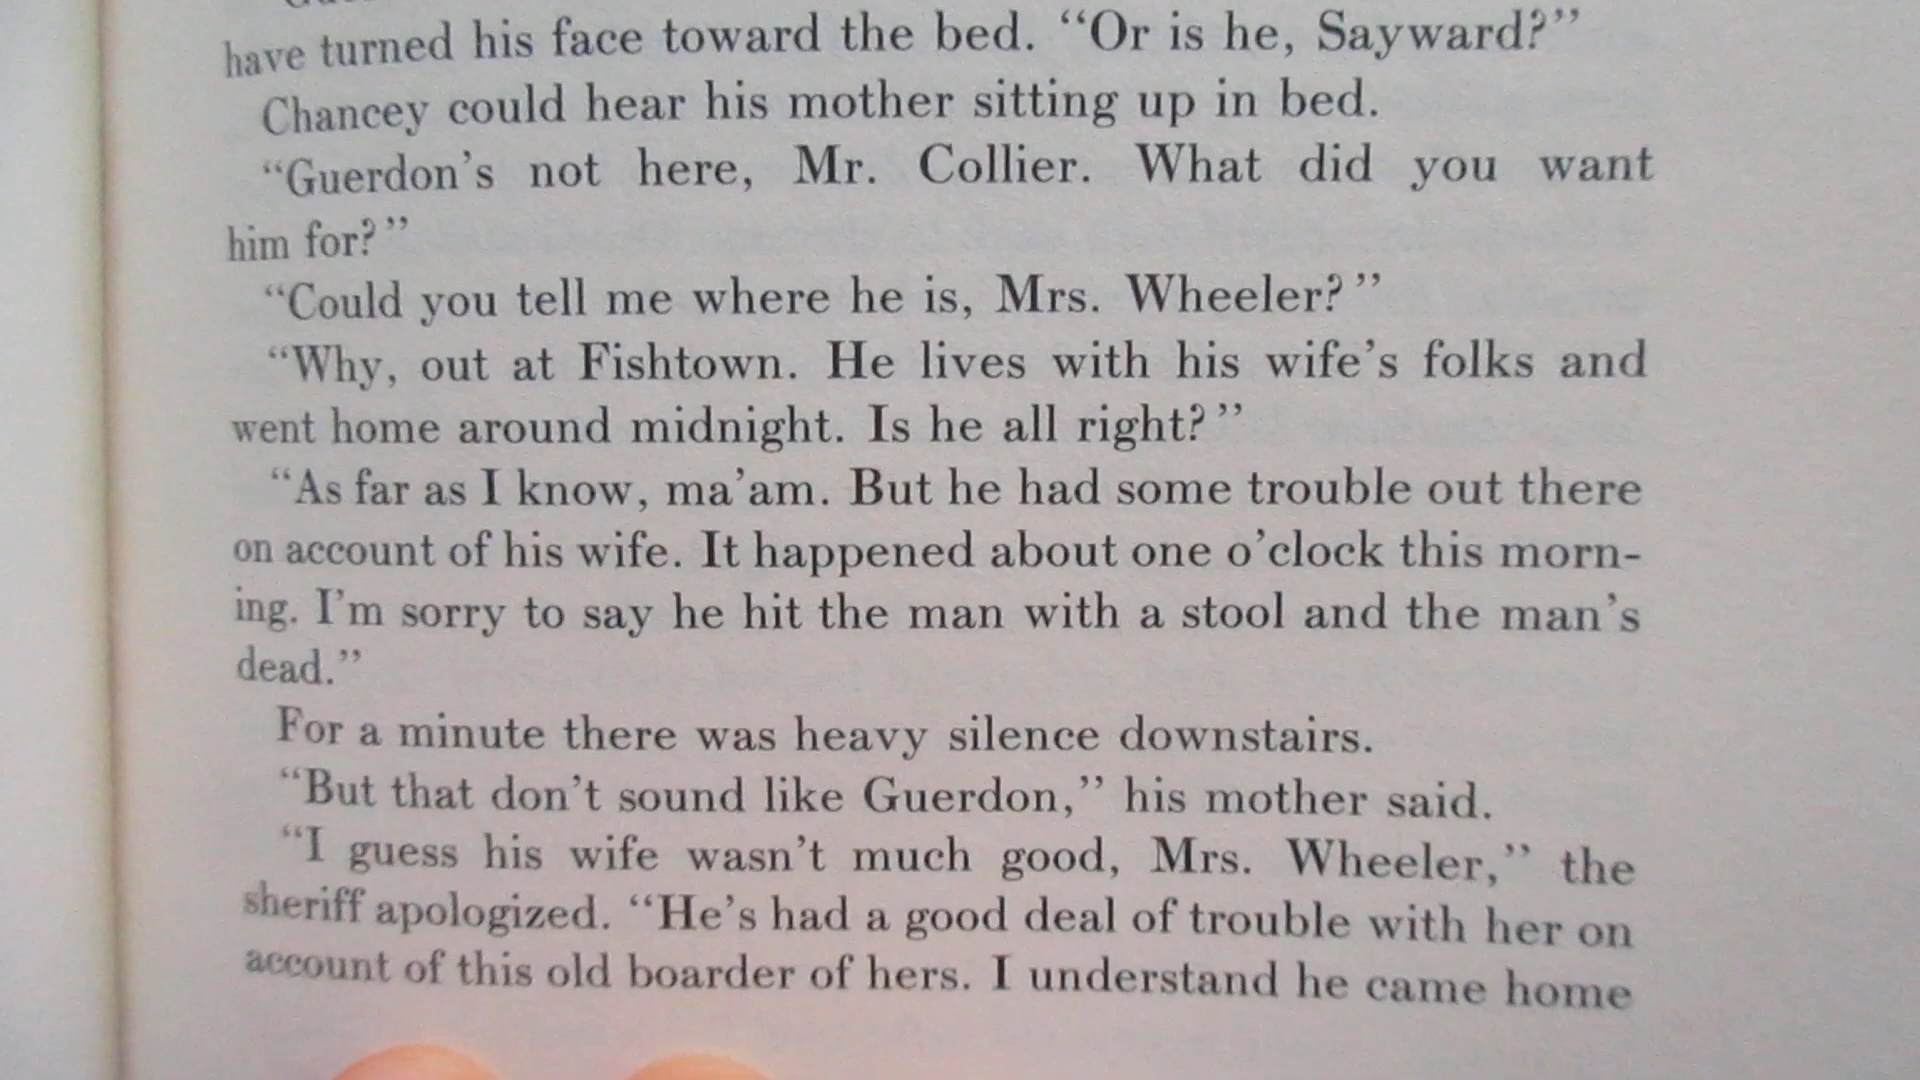 have turned his face toward the bed. “Or is he, Sayward?”
Chancey could hear his mother sitting up in bed.
“Guerdon’s not here, Mr. Collier. What did you want
him for?”
“Could you tell me where he is, Mrs. Wheeler?”
“Why, out at Fishtown. He lives with his wife’s folks and
went home around midnight. Is he all right?”
“As far as I know, ma’am. But he had some trouble out there
on account of his wife. It happened about one o’clock this morn-
ing. I’m sorry to say he hit the man with a stool and the man’s
dead.”
For a minute there was heavy silence downstairs.
“But that don’t sound like Guerdon,” his mother said.
“I guess his wife wasn’t much good, Mrs. Wheeler,” the
sheriff apologized. “He’s had a good deal of trouble with her on
account of this old boarder of hers. I understand he came home